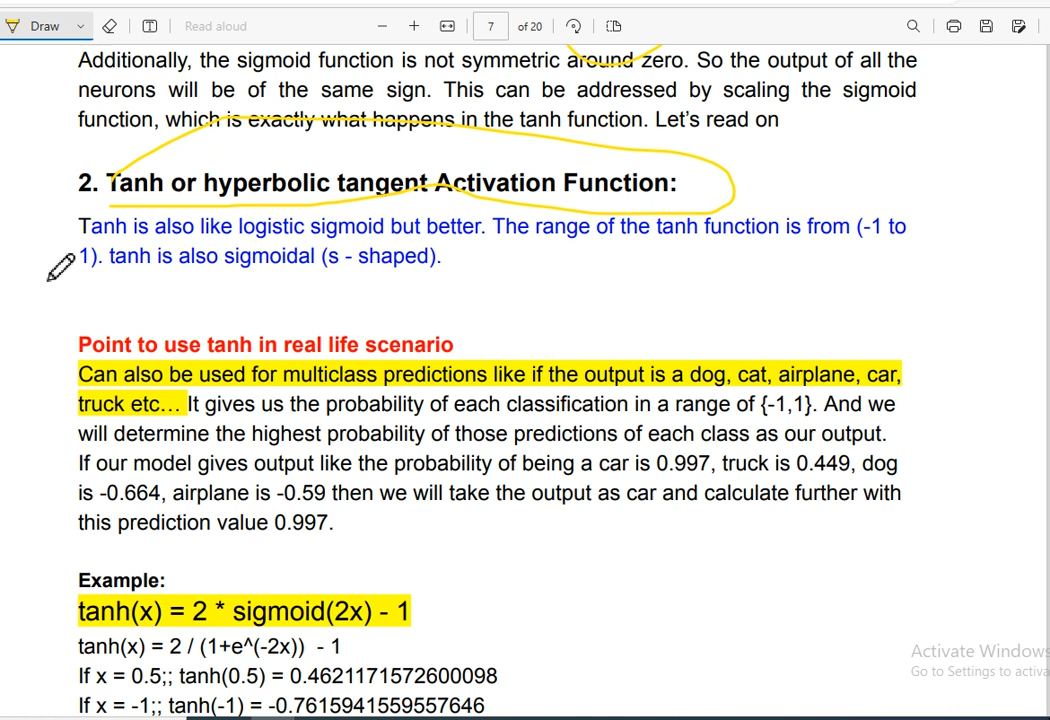 Draw
Read aloud
7 of 20
Additionally, the sigmoid function is not symmetric around zero. So the output of all the
neurons will be of the same sign. This can be addressed by scaling the sigmoid
function, which is exactly what happens in the tanh function. Let's read on
2. Tanh or hyperbolic tangent Activation Function:
Tanh is also like logistic sigmoid but better. The range of the tanh function is from (-1 to
1). tanh is also sigmoidal (s - shaped).
Point to use tanh in real life scenario
Can also be used for multiclass predictions like if the output is a dog, cat, airplane, car,
truck etc… It gives us the probability of each classification in a range of {-1,1}. And we
will determine the highest probability of those predictions of each class as our output.
If our model gives output like the probability of being a car is 0.997, truck is 0.449, dog
is -0.664, airplane is -0.59 then we will take the output as car and calculate further with
this prediction value 0.997.
Example:
tanh(x) = 2 * sigmoid(2x) - 1
tanh(x) = 2 / (1+e^(-2x)) - 1
Activate Windows
Go to Settings to activa
If x = 0.5;; tanh(0.5) = 0.4621171572600098
If x = -1;; tanh(-1) = -0.7615941559557646